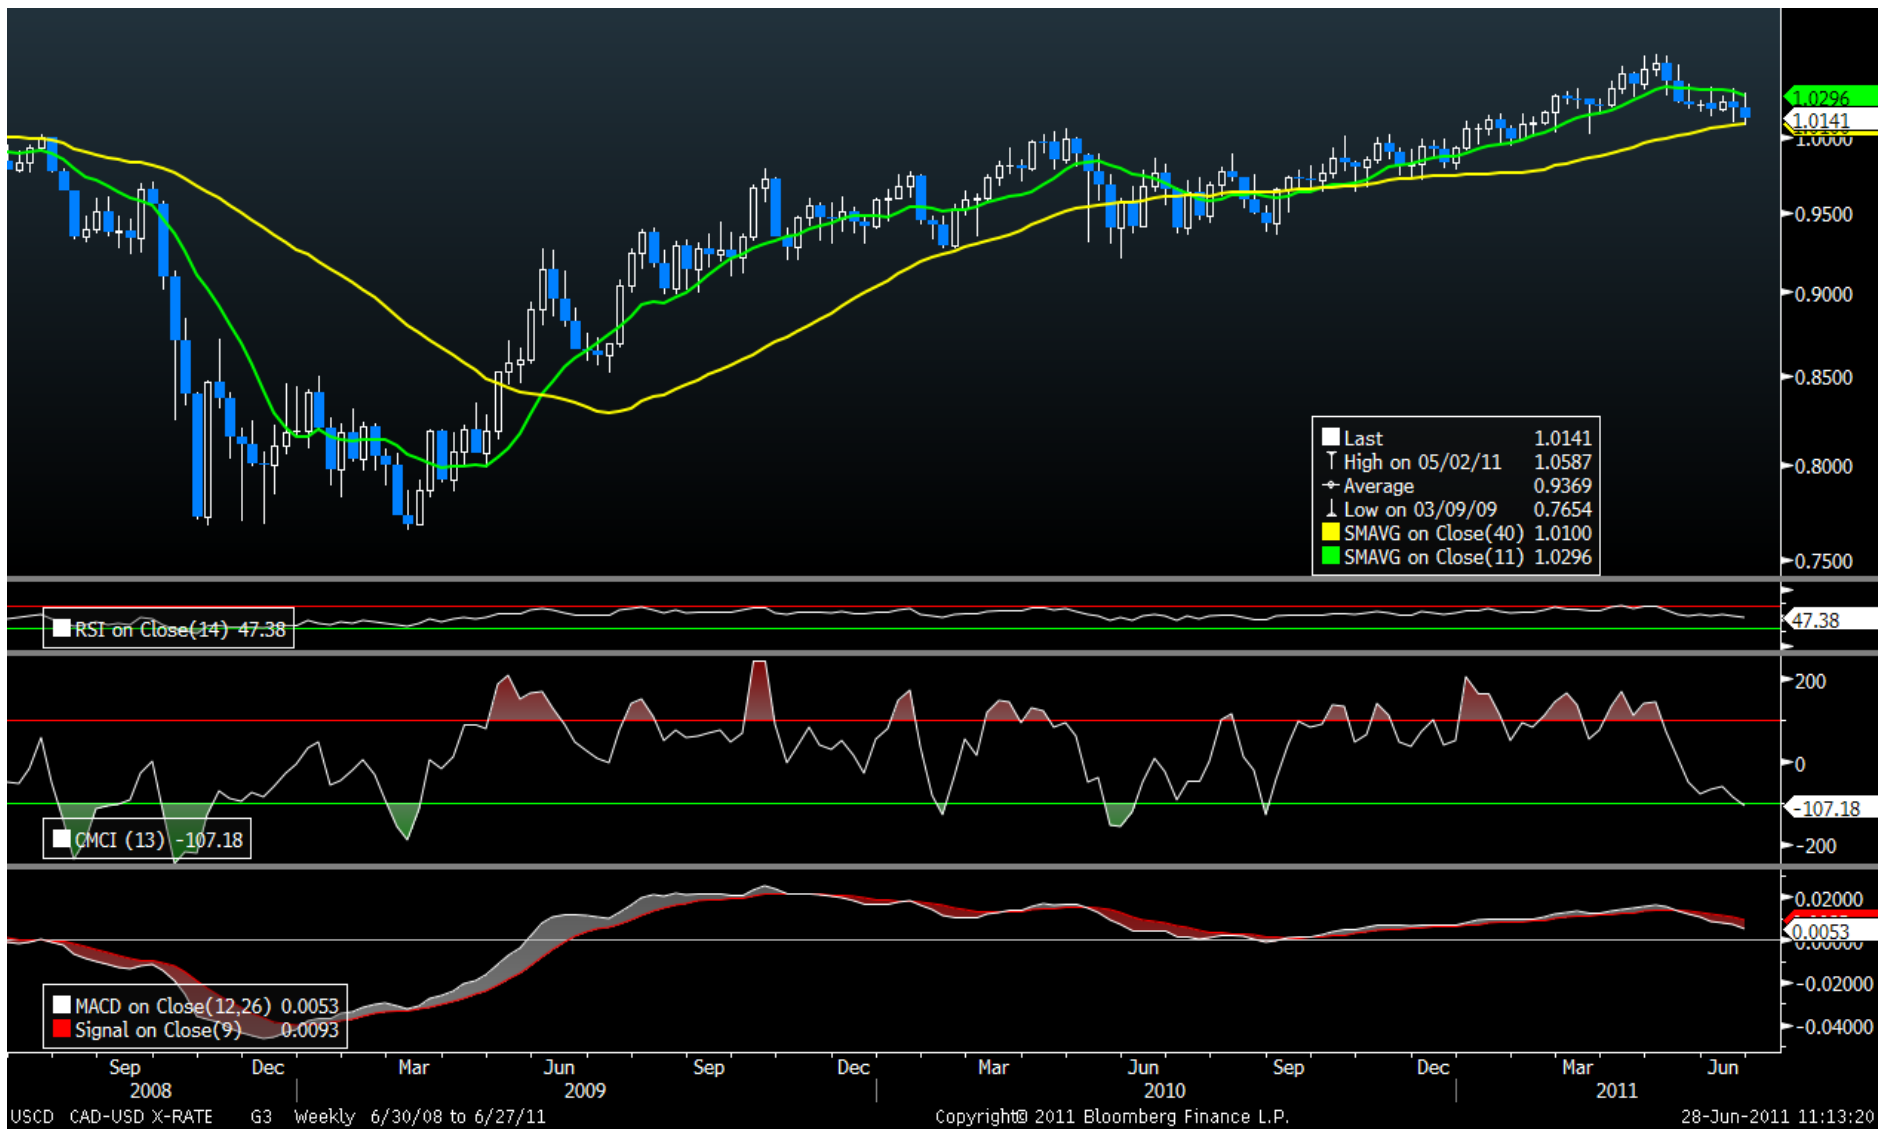 1.0296
1.0141
1.0000
0.9500
0.9000
0.8500
0.8000
0.7500
Last 1.0141
High on 05/02/11 1.0587
Average 0.9369
Low on 03/09/09 0.7654
SMAVG on Close(40) 1.0100
SMAVG on Close(11) 1.0296
RSI on Close(14) 47.38
47.38
200
0
-107.18
-200
CMCI (13) -107.18
0.02000
0.0053
0.00000
-0.02000
-0.04000
MACD on Close(12,26) 0.0053
Signal on Close(9) 0.0093
Sep Dec Mar Jun Sep Dec Mar Jun Sep Dec Mar Jun
2008 2009 2010 2011
USCD CAD-USD X-RATE G3 Weekly 6/30/08 to 6/27/11 Copyright© 2011 Bloomberg Finance L.P. 28-Jun-2011 11:13:20